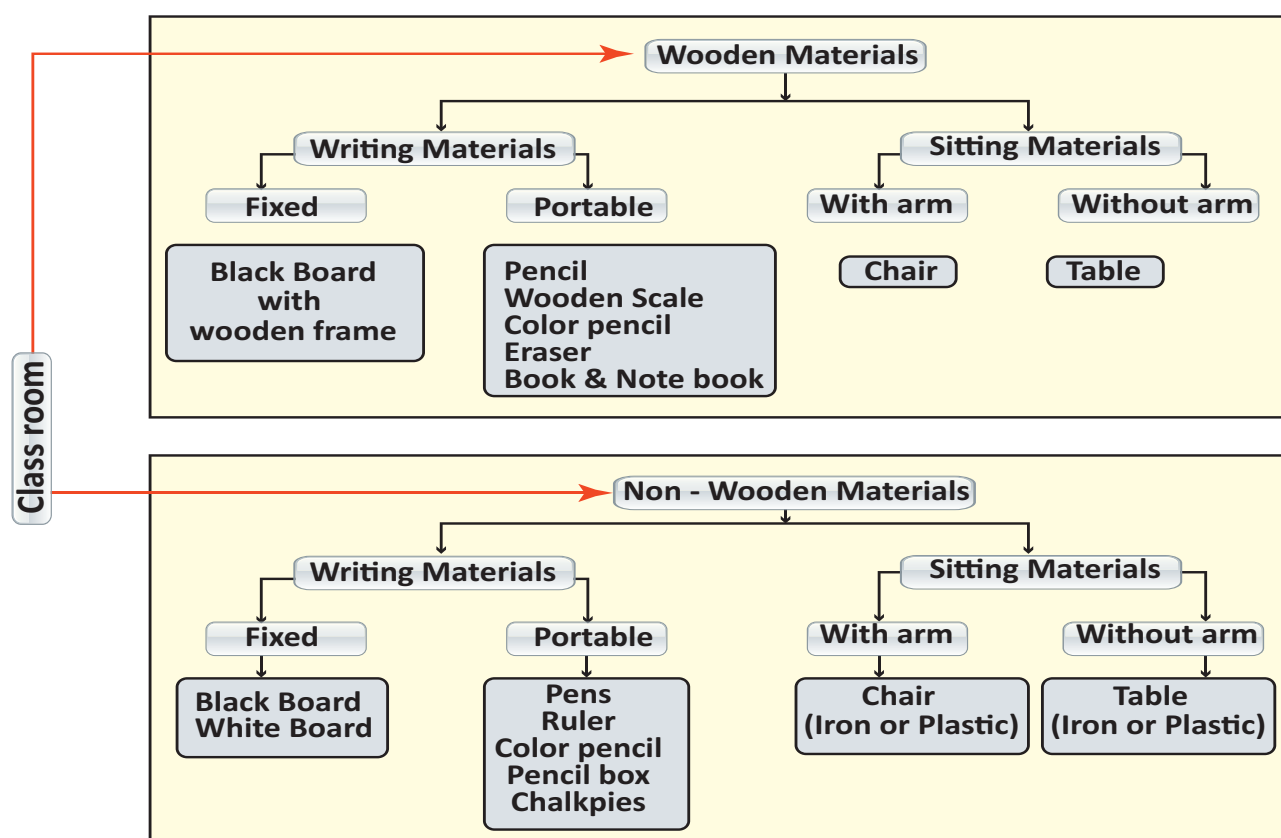 Class room
Wooden Materials
Writing Materials
Sitting Materials
Fixed
Portable
With arm
Without arm
Black Board
with
wooden frame
Pencil
Wooden Scale
Color pencil
Eraser
Book & Note book
Chair
Table
Non - Wooden Materials
Writing Materials
Sitting Materials
Fixed
Portable
With arm
Without arm
Black Board
White Board
Pens
Ruler
Color pencil
Pencil box
Chalkpies
Chair
(Iron or Plastic)
Table
(Iron or Plastic)